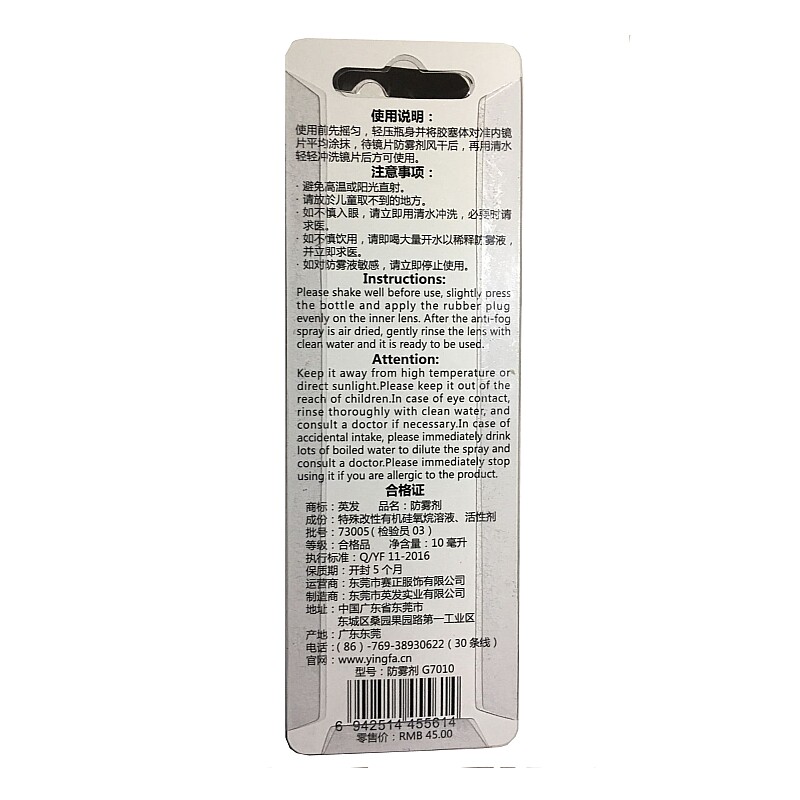 使用说明：
使用前先摇匀，轻压瓶身并将胶塞体对准内镜
片平均涂抹，待镜片防雾剂风干后，再用清水
轻轻冲洗镜片后方可使用。
注意事项：
· 避免高温或阳光直射。
· 请放於儿童取不到的地方。
· 如不慎入眼，请立即用清水冲洗，必要时请
求医。
· 如不慎饮用，请即喝大量开水以稀释防雾液，
并立即求医。
· 如对防雾液敏感，请立即停止使用。
Instructions:
Please shake well before use, slightly press
the bottle and apply the rubber plug
evenly on the inner lens. After the anti-fog
spray is air dried, gently rinse the lens with
clean water and it is ready to be used.
Attention:
Keep it away from high temperature or
direct sunlight.Please keep it out of the
reach of children.In case of eye contact,
rinse thoroughly with clean water, and
consult a doctor if necessary.In case of
accidental intake, please immediately drink
lots of boiled water to dilute the spray and
consult a doctor.Please immediately stop
using it if you are allergic to the product.
合格证
商标：英发 品名：防雾剂
成份：特殊改性有机硅氧烷溶液、活性剂
批号：73005（检验员 03）
等级：合格品 净含量：10 毫升
执行标准：Q/YF 11-2016
保质期：开封 5 个月
运营商：东莞市赛正服饰有限公司
制造商：东莞市英发实业有限公司
地址：中国广东省东莞市
东城区桑园果园路第一工业区
产地：广东东莞
电话：（86）-769-38930622（30 条线）
官网：www.yingfa.cn
型号：防雾剂 G7010
6 942514 455614
零售价：RMB 45.00